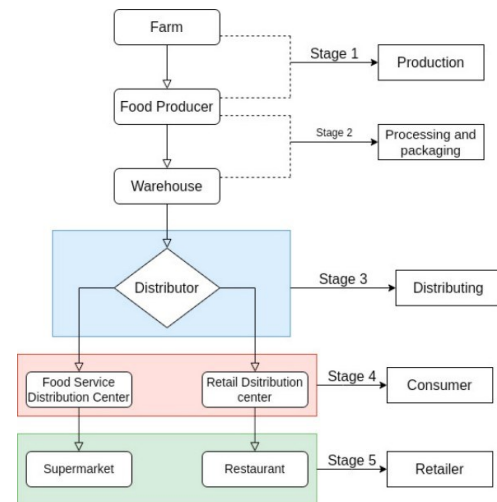 Farm
Stage 1
Production
Food Producer
Stage 2
Processing and
packaging
Warehouse
Distributor
Stage 3
Distributing
Food Service
Distribution Center
Retail Dsitribution
center
Stage 4
Consumer
Supermarket
Restaurant
Stage 5
Retailer